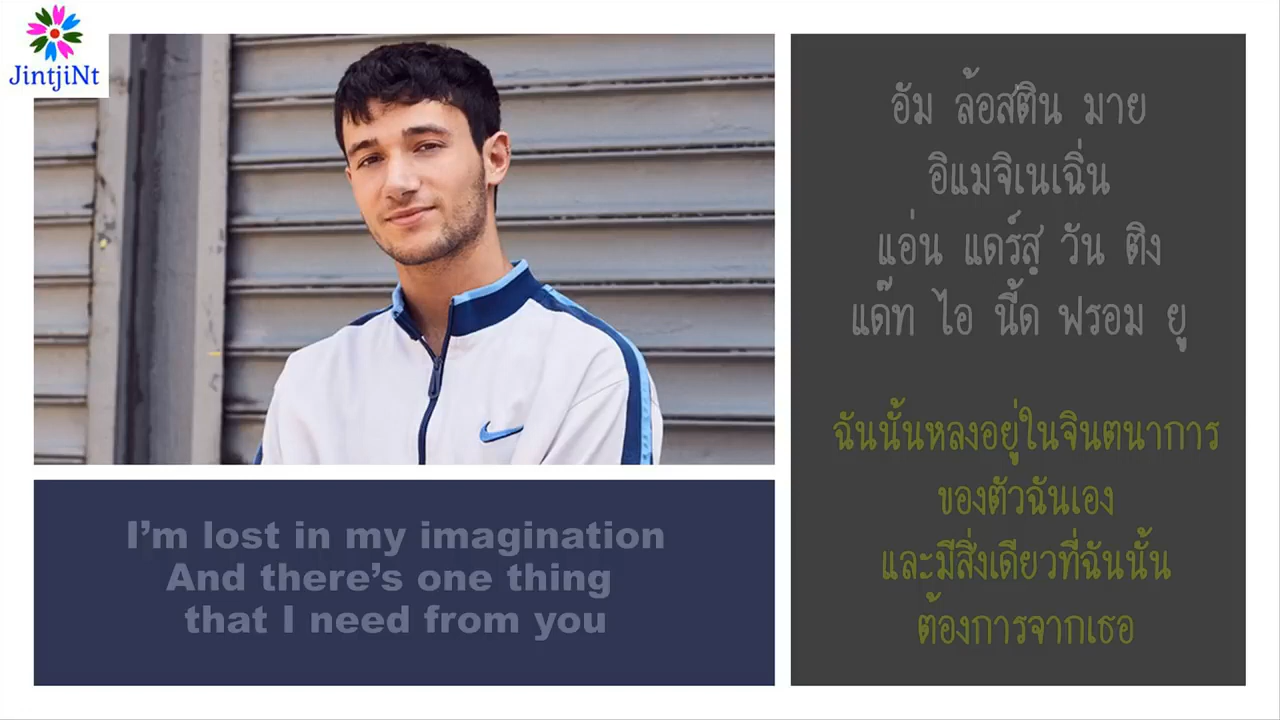 JintjiNt
I’m lost in my imagination
And there’s one thing
that I need from you
อัม ล้อสติน มาย
อิแมจิเนเฉิ่น
แอ่น แดร์สฺ วัน ติง
แด๊ท ไอ นี้ด ฟรอม ยู
ฉันนั้นหลงอยู่ในจินตนาการ
ของตัวฉันเอง
และมีสิ่งเดียวที่ฉันนั้น
ต้องการจากเธอ